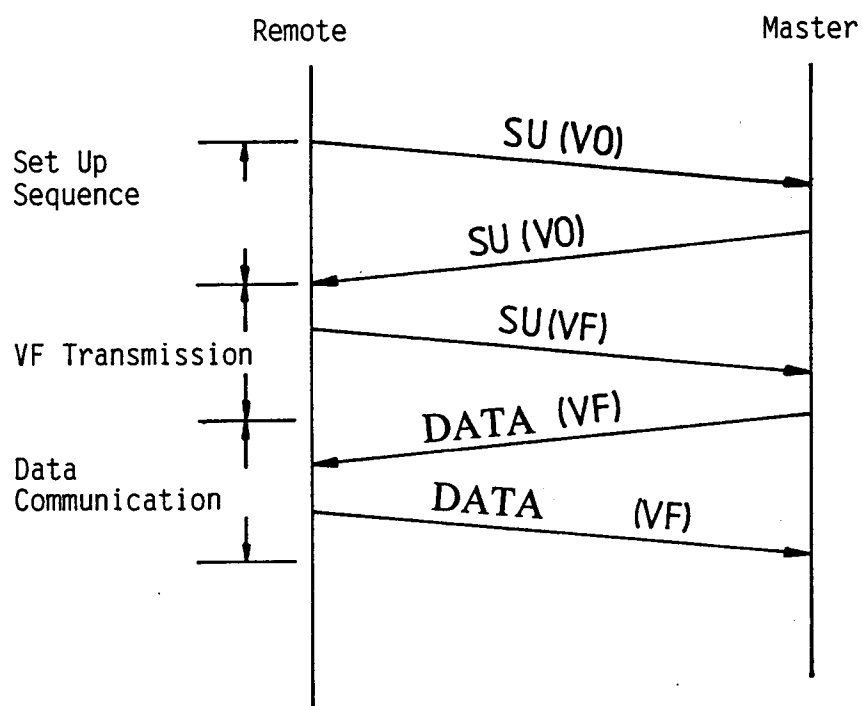 Remote
Master
SU (VO)
Set Up
Sequence
SU (VO)
SU (VF)
VF Transmission
DATA (VF)
Data
Communication
DATA (VF)